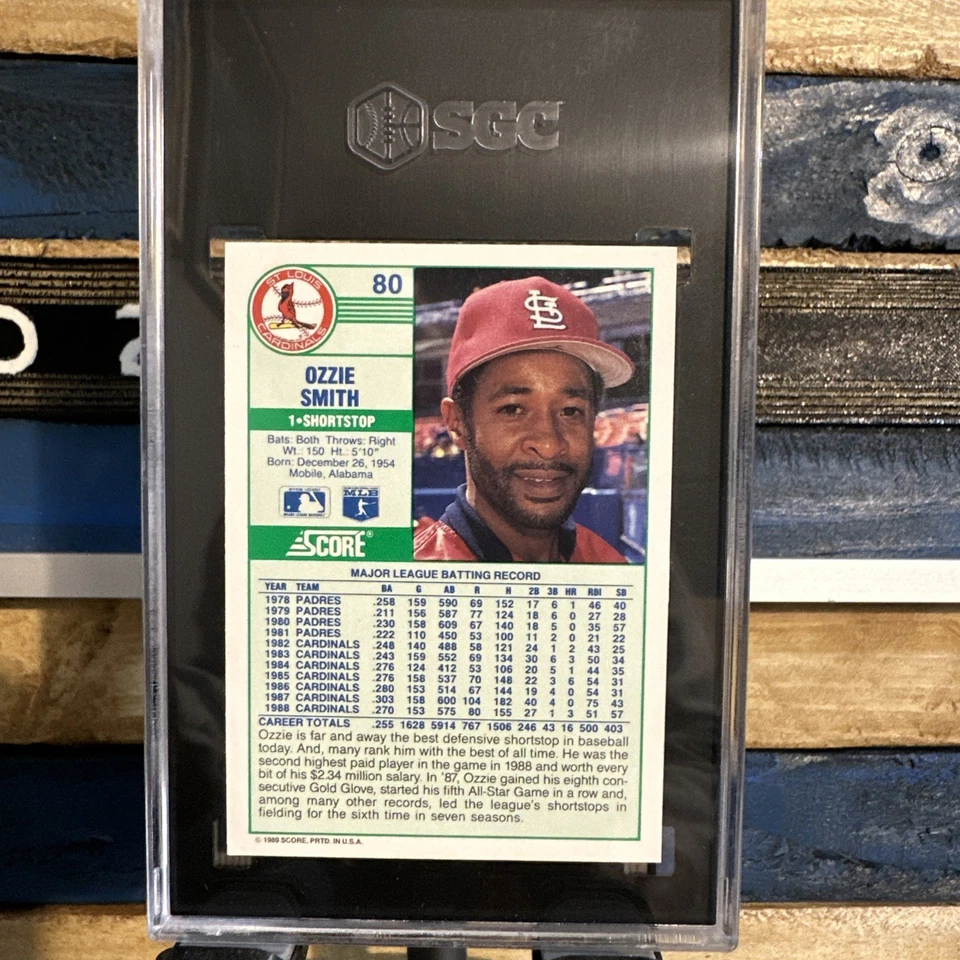 SGC
ST LOUIS
CARDINALS
80
OZZIE
SMITH
1•SHORTSTOP
Bats: Both Throws: Right
Wt.: 150 Ht.: 5'10"
Born: December 26, 1954
Mobile, Alabama
MLB
SCORE®
MAJOR LEAGUE BATTING RECORD
YEAR TEAM BA G AB R H 2B 3B HR RBI SB
1978 PADRES .258 159 590 69 152 17 6 1 46 40
1979 PADRES .211 156 587 77 124 18 6 0 27 28
1980 PADRES .230 158 609 67 140 18 5 0 35 57
1981 PADRES .222 110 450 53 100 11 2 0 21 22
1982 CARDINALS .248 140 488 58 121 24 1 2 43 25
1983 CARDINALS .243 159 552 69 134 30 6 3 50 34
1984 CARDINALS .276 124 412 53 106 20 5 1 44 35
1985 CARDINALS .276 158 537 70 148 22 3 6 54 31
1986 CARDINALS .280 153 514 67 144 19 4 0 54 31
1987 CARDINALS .303 158 600 104 182 40 4 0 75 43
1988 CARDINALS .270 153 575 80 155 27 1 3 51 57
CAREER TOTALS .255 1628 5914 767 1506 246 43 16 500 403
Ozzie is far and away the best defensive shortstop in baseball
today. And, many rank him with the best of all time. He was the
second highest paid player in the game in 1988 and worth every
bit of his $2.34 million salary. In '87, Ozzie gained his eighth con-
secutive Gold Glove, started his fifth All-Star Game in a row and,
among many other records, led the league's shortstops in
fielding for the sixth time in seven seasons.
© 1989 SCORE, PRTD. IN U.S.A.